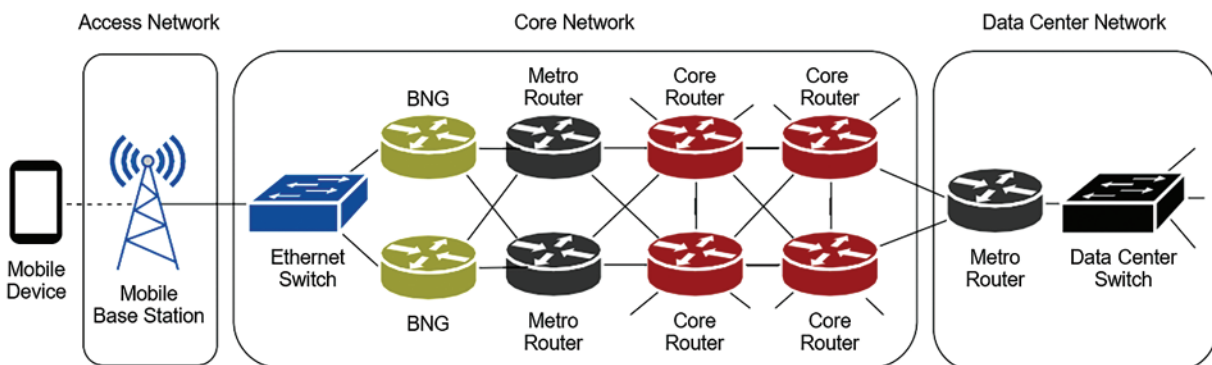 Access Network
Core Network
Data Center Network
BNG
Metro
Router
Core
Router
Core
Router
Mobile
Device
Mobile
Base Station
Ethernet
Switch
BNG
Metro
Router
Core
Router
Core
Router
Metro
Router
Data Center
Switch